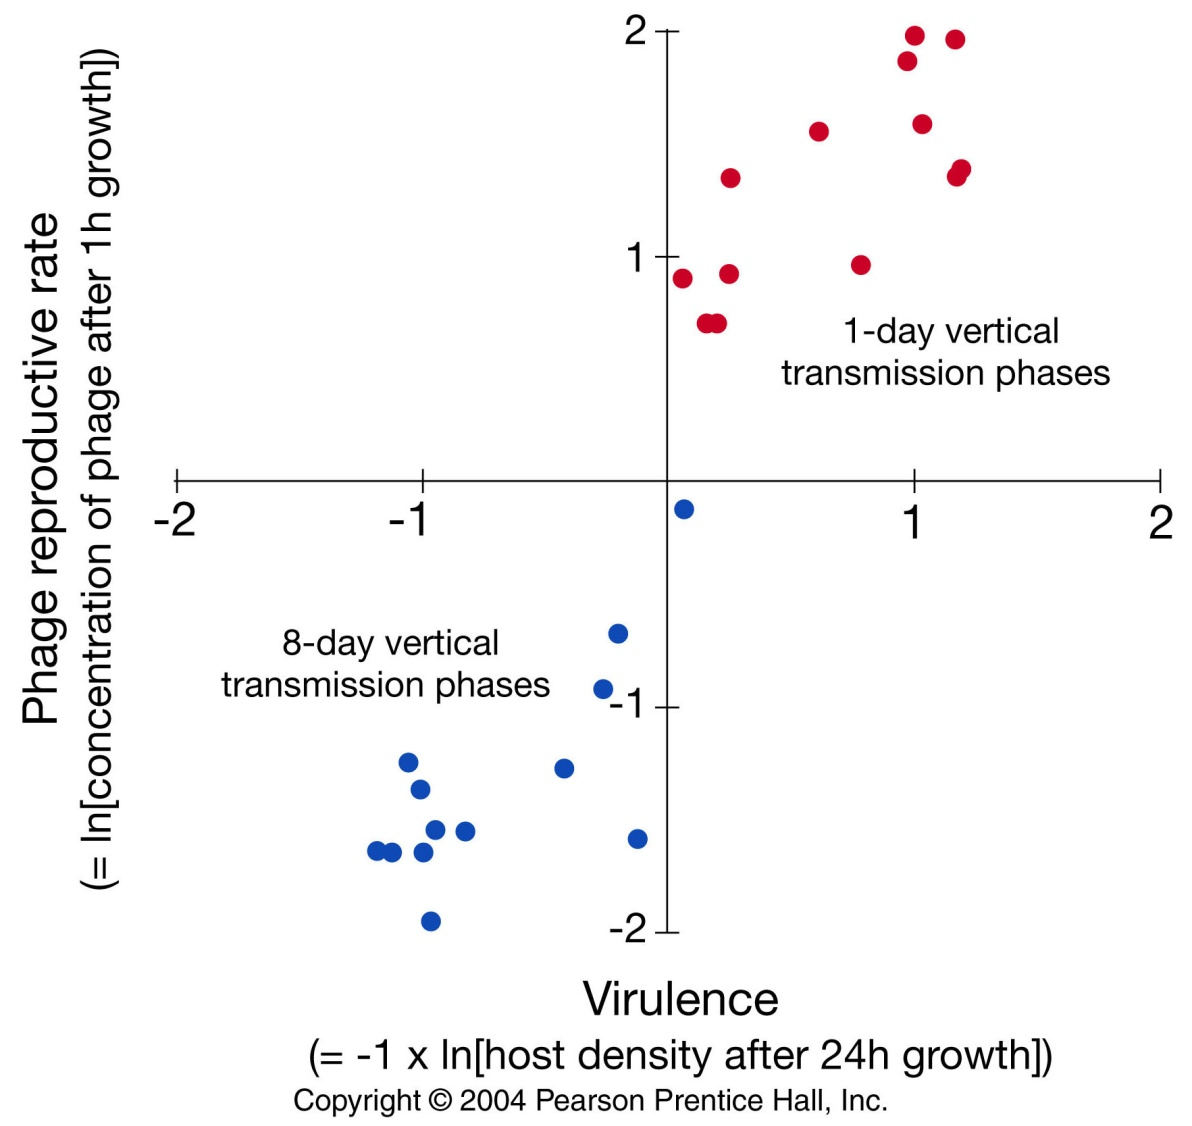 Phage reproductive rate
(= ln[concentration of phage after 1h growth])
2
1
1-day vertical
transmission phases
-2
-1
1
2
8-day vertical
transmission phases
-1
-2
Virulence
(= -1 x ln[host density after 24h growth])
Copyright © 2004 Pearson Prentice Hall, Inc.